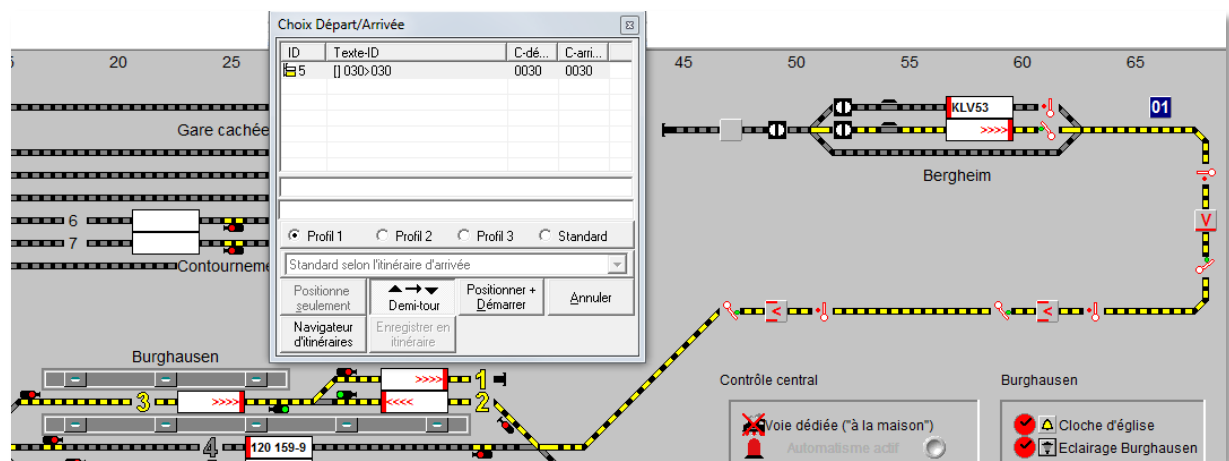 Choix Départ/Arrivée
ID Texte-ID C-dé... C-arri...
5 [] 030>030 0030 0030
20 25 45 50 55 60 65
KLV53
01
>>>>
Gare cachée
Bergheim
Profil 1 Profil 2 Profil 3 Standard
6
7
V
Standard selon l'itinéraire d'arrivée
Contourneme
Positionne seulement
Demi-tour
Positionner + Démarrer
Annuler
Navigateur d'itinéraires
Enregistrer en itinéraire
< <
Burghausen
>>>> 1
3 >>>> <<<< 2
4 120 159-9
Contrôle central
Voie dédiée ("à la maison")
Automatisme actif
Burghausen
Cloche d'église
Eclairage Burghausen